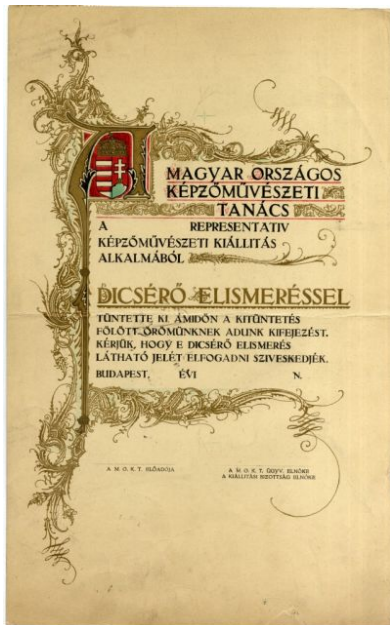 A MAGYAR ORSZÁGOS
KÉPZŐMŰVÉSZETI
TANÁCS
A REPRESENTATIV
KÉPZŐMŰVÉSZETI KIÁLLITÁS
ALKALMÁBÓL
DICSÉRŐ ELISMERÉSSEL
TÜNTETTE KI. AMIDŐN A KITÜNTETÉS
FÖLÖTT ÖRÖMÜNKNEK ADUNK KIFEJEZÉST.
KÉRJÜK, HOGY E DICSÉRŐ ELISMERÉS
LÁTHATÓ JELÉT ELFOGADNI SZIVESKEDJÉK.
BUDAPEST, ÉVI N.
A M. O. K. T. ELŐADÓJA
A M. O. K. T. ÜGYV. ELNÖKE
A KIÁLLITÁSI BIZOTTSÁG ELNÖKE